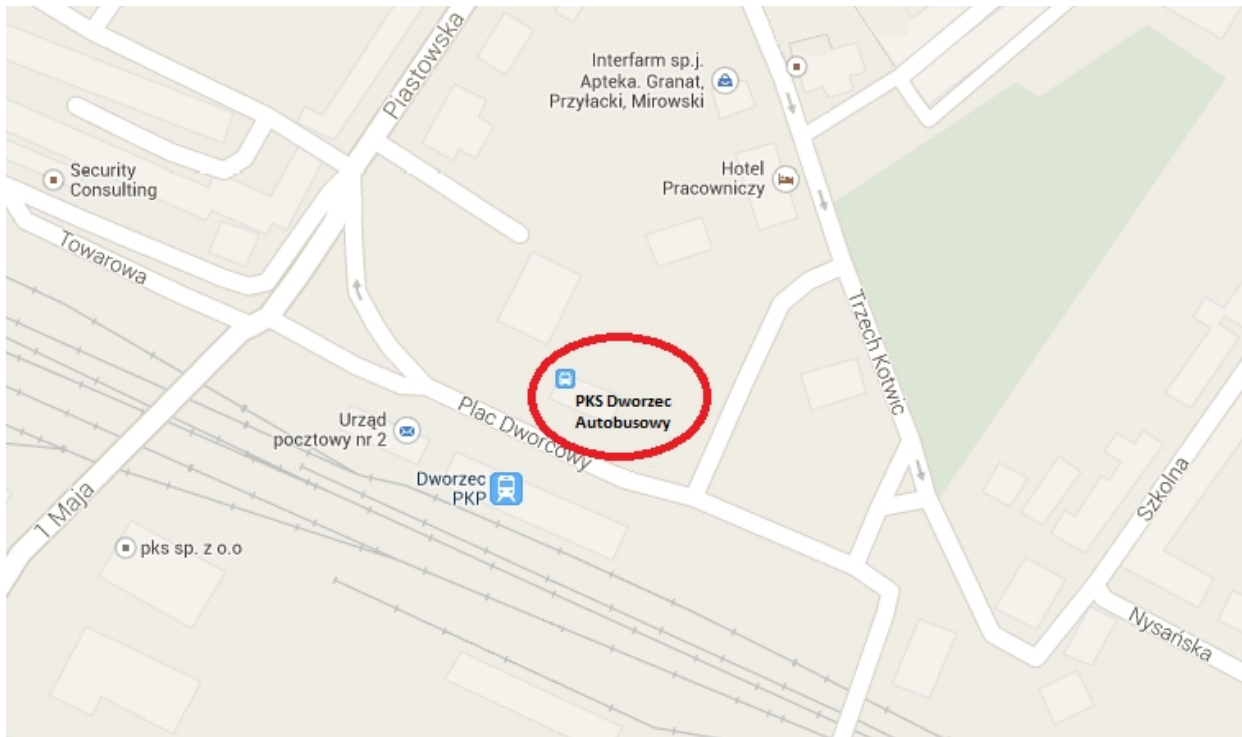 Piastowska
Interfarm sp.j.
Apteka. Granat,
Przyłacki, Mirowski
Security
Consulting
Hotel
Pracowniczy
Towarowa
Trzech Kotwic
PKS Dworzec
Autobusowy
Plac Dworcowy
Urząd
pocztowy nr 2
Dworzec
PKP
Szkolna
1 Maja
pks sp. z o.o
Nysańska